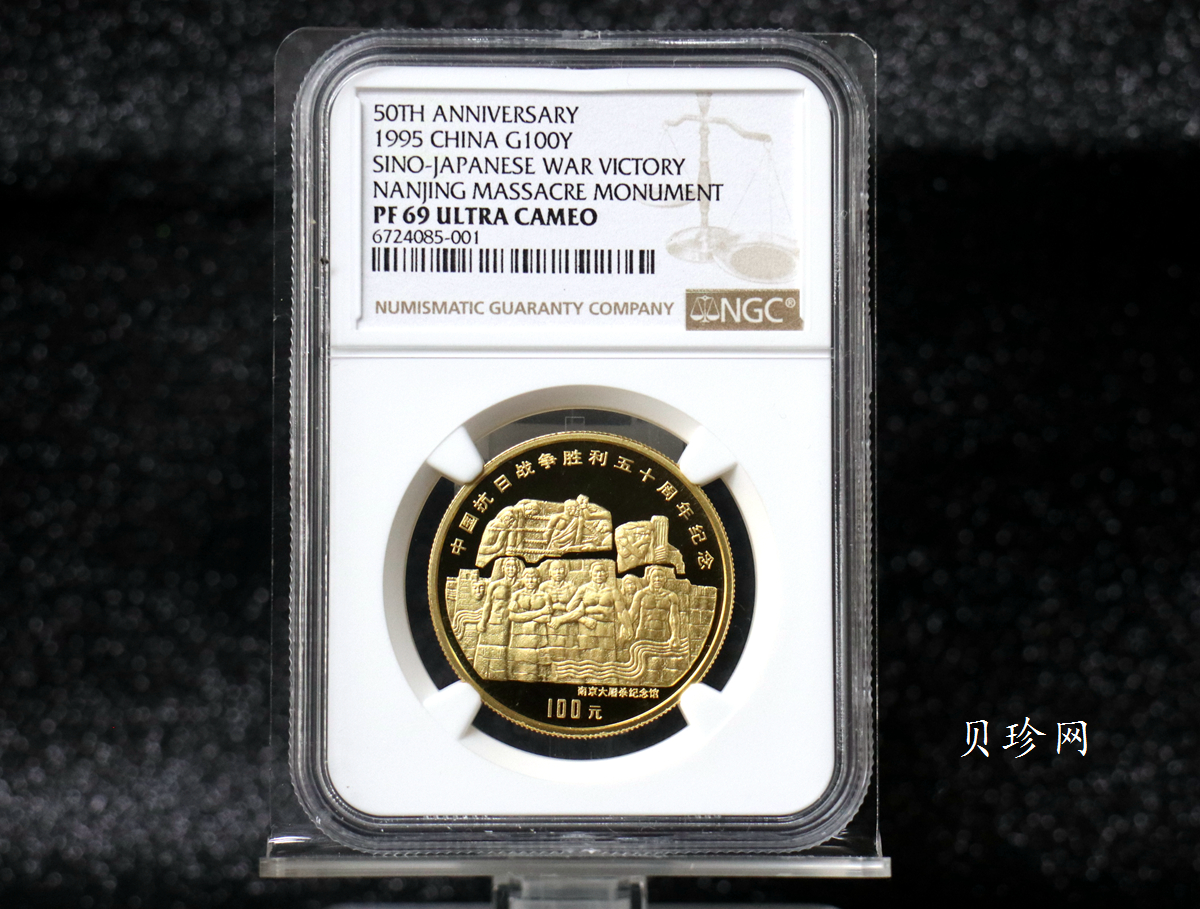 50TH ANNIVERSARY
1995 CHINA G100Y
SINO-JAPANESE WAR VICTORY
NANJING MASSACRE MONUMENT
PF 69 ULTRA CAMEO
6724085-001
NUMISMATIC GUARANTY COMPANY
NGC®
中国抗日战争胜利五十周年纪念
南京大屠杀記念馆
100元
贝珍网